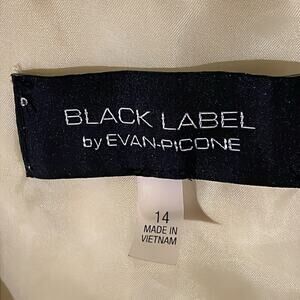 BLACK LABEL
by EVAN-PICONE
14
MADE IN
VIETNAM